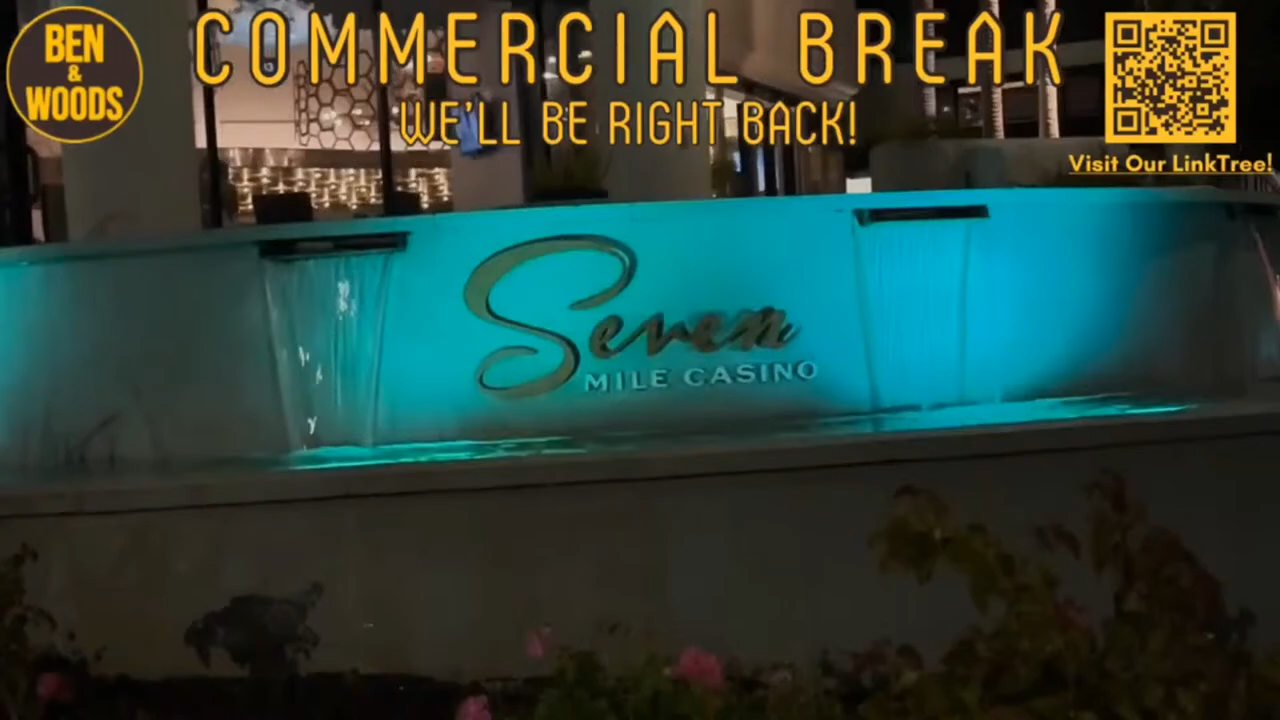 BEN
&
WOODS
COMMERCIAL BREAK
WE'LL BE RIGHT BACK!
Visit Our LinkTree!
Seven
MILE CASINO